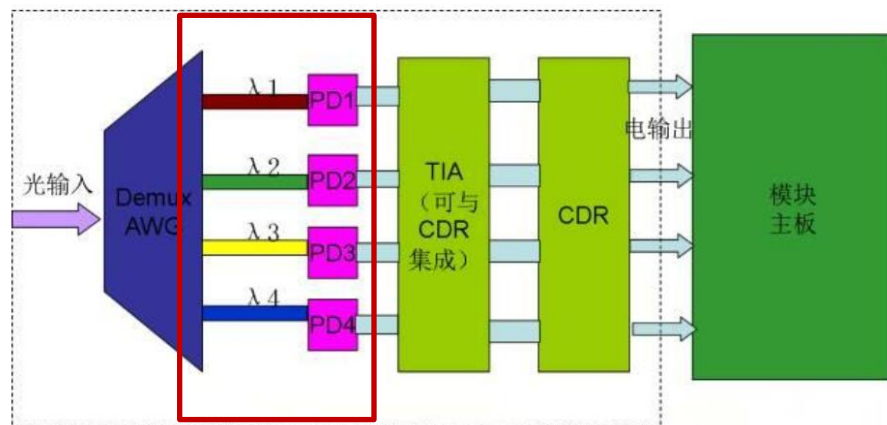 光输入
Demux
AWG
λ1
λ2
λ3
λ4
PD1
PD2
PD3
PD4
TIA
（可与
CDR
集成）
CDR
电输出
模块
主板